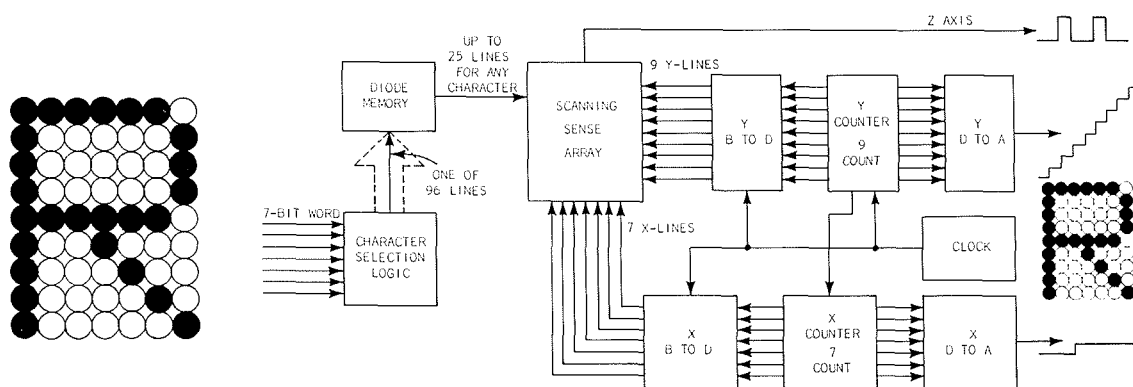 Z AXIS
UP TO
25 LINES
FOR ANY
CHARACTER
9 Y-LINES
DIODE
MEMORY
SCANNING
SENSE
ARRAY
Y
B TO D
Y
COUNTER
9
COUNT
Y
D TO A
ONE OF
96 LINES
7-BIT WORD
CHARACTER
SELECTION
LOGIC
7 X-LINES
CLOCK
X
B TO D
X
COUNTER
7
COUNT
X
D TO A